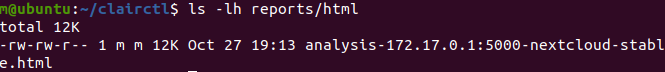 m@ubuntu:~/clairctl$ ls -lh reports/html
total 12K
-rw-rw-r-- 1 m m 12K Oct 27 19:13 analysis-172.17.0.1:5000-nextcloud-stabl
e.html